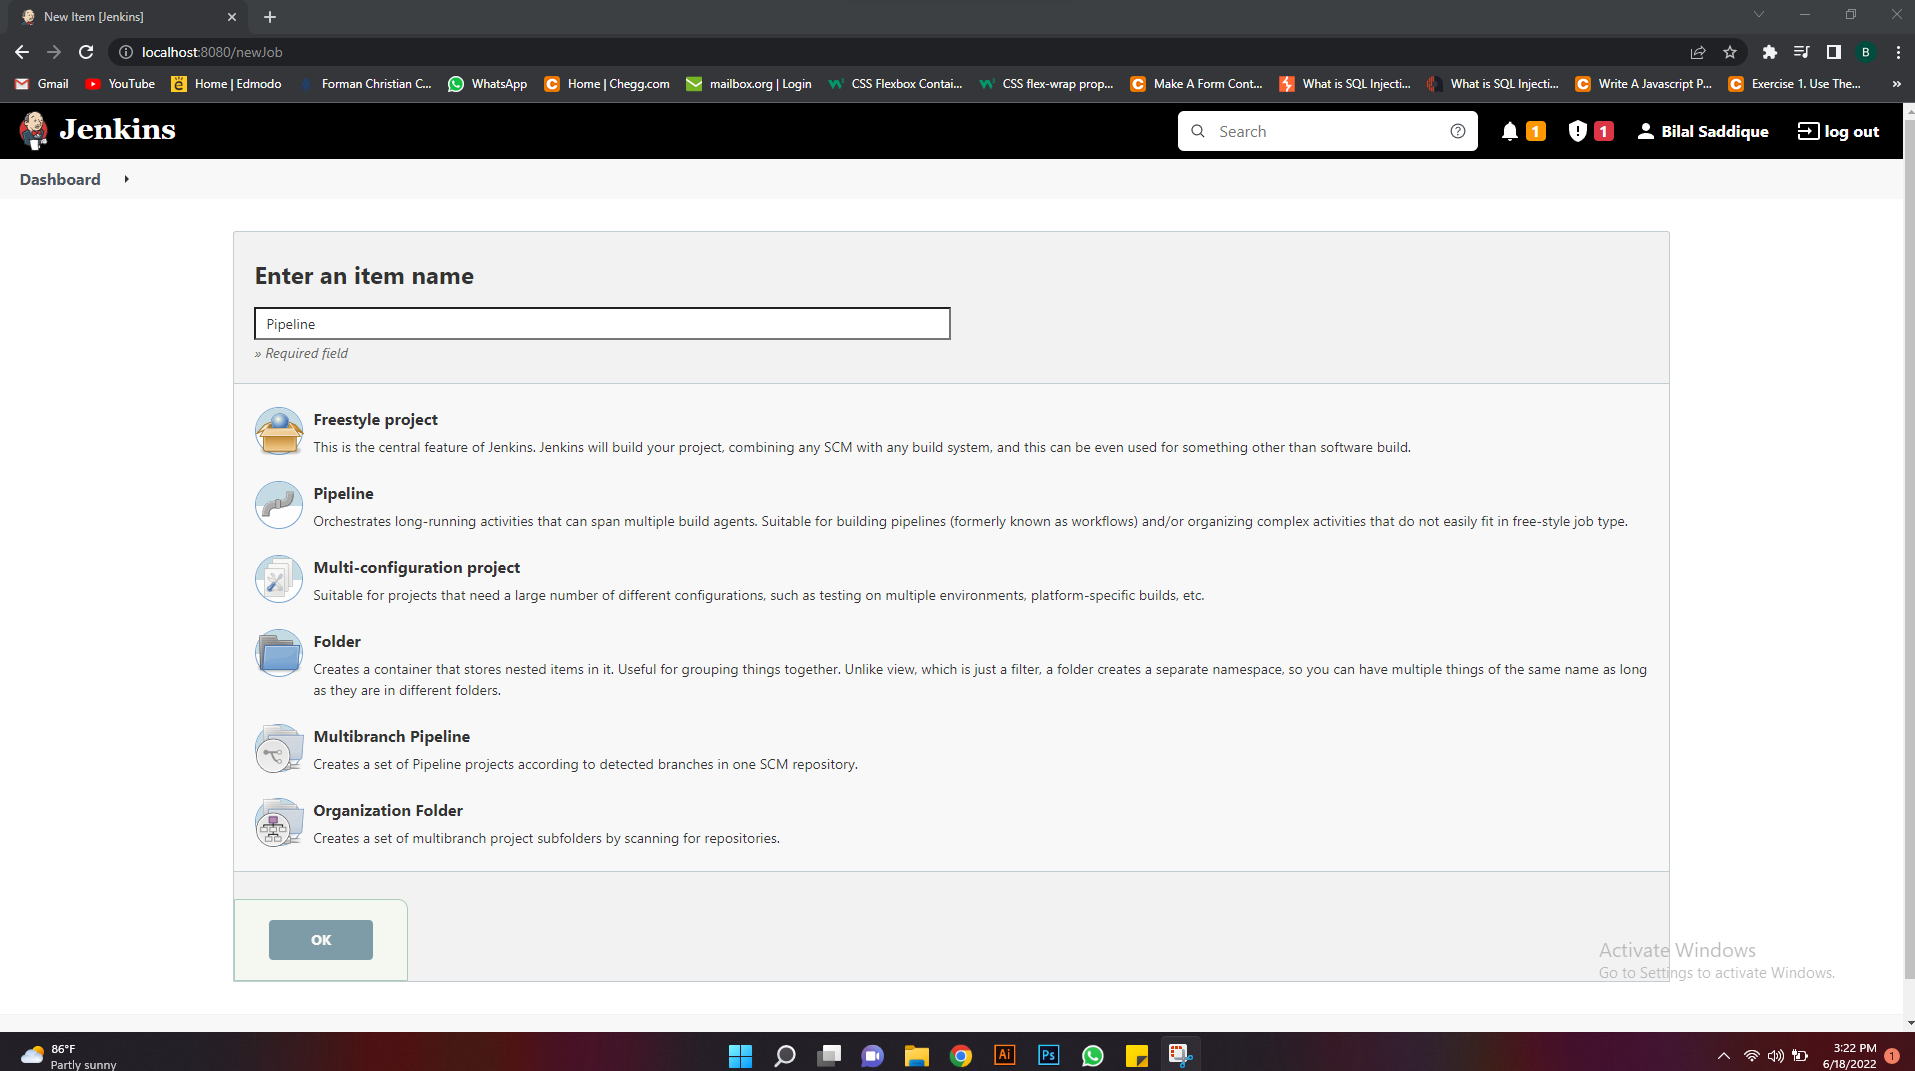 New Item [Jenkins]
localhost:8080/newJob
B
Gmail
YouTube
Home | Edmodo
Forman Christian C...
WhatsApp
Home | Chegg.com
mailbox.org | Login
CSS Flexbox Contai...
CSS flex-wrap prop...
Make A Form Cont...
What is SQL Injecti...
What is SQL Injecti...
Write A Javascript P...
Exercise 1. Use The...
»
Jenkins
Search
1
1
Bilal Saddique
log out
Dashboard
Enter an item name
Pipeline
» Required field
Freestyle project
This is the central feature of Jenkins. Jenkins will build your project, combining any SCM with any build system, and this can be even used for something other than software build.
Pipeline
Orchestrates long-running activities that can span multiple build agents. Suitable for building pipelines (formerly known as workflows) and/or organizing complex activities that do not easily fit in free-style job type.
Multi-configuration project
Suitable for projects that need a large number of different configurations, such as testing on multiple environments, platform-specific builds, etc.
Folder
Creates a container that stores nested items in it. Useful for grouping things together. Unlike view, which is just a filter, a folder creates a separate namespace, so you can have multiple things of the same name as long
as they are in different folders.
Multibranch Pipeline
Creates a set of Pipeline projects according to detected branches in one SCM repository.
Organization Folder
Creates a set of multibranch project subfolders by scanning for repositories.
OK
Activate Windows
Go to Settings to activate Windows.
86°F
Partly sunny
Ai
Ps
3:22 PM
6/18/2022
1